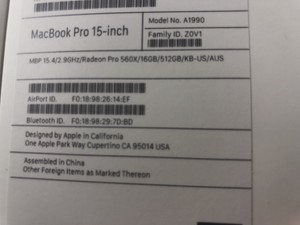 Model No. A1990
MacBook Pro 15-inch
Family ID. Z0V1
MBP 15.4/2.9GHz/Radeon Pro 560X/16GB/512GB/KB-US/AUS
AirPort ID. F0:18:98:26:14:EF
Bluetooth ID. F0:18:98:29:7D:BD
Designed by Apple in California
One Apple Park Way Cupertino CA 95014 USA
Assembled in China
Other Foreign Items as Marked Thereon